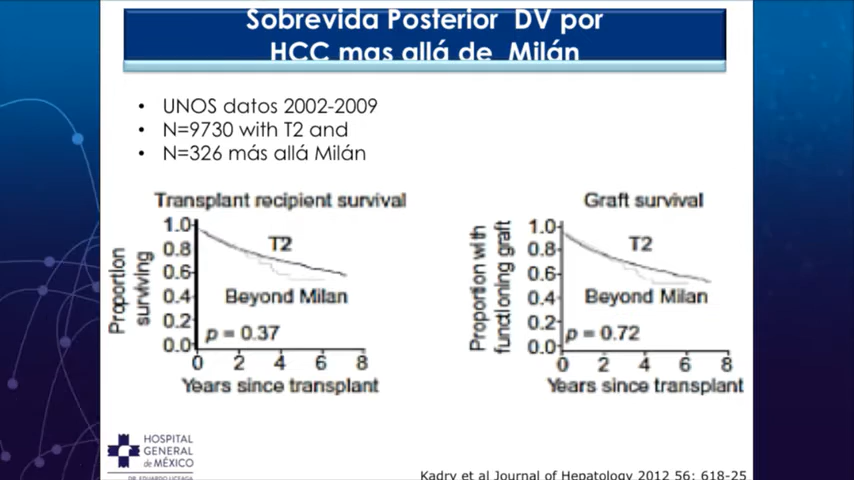 Sobrevida Posterior DV por
HCC mas allá de Milán
• UNOS datos 2002-2009
• N=9730 with T2 and
• N=326 más allá Milán
Transplant recipient survival
Proportion
surviving
1.0
0.8
0.6
0.4
0.2
0.0
T2
Beyond Milan
p = 0.37
0 2 4 6 8
Years since transplant
Graft survival
Proportion with
functioning graft
1.0
0.8
0.6
0.4
0.2
0.0
T2
Beyond Milan
p = 0.72
0 2 4 6 8
Years since transplant
HOSPITAL
GENERAL
de MÉXICO
DR. EDUARDO LICEAGA
Kadry et al Journal of Hepatology 2012 56: 618-25